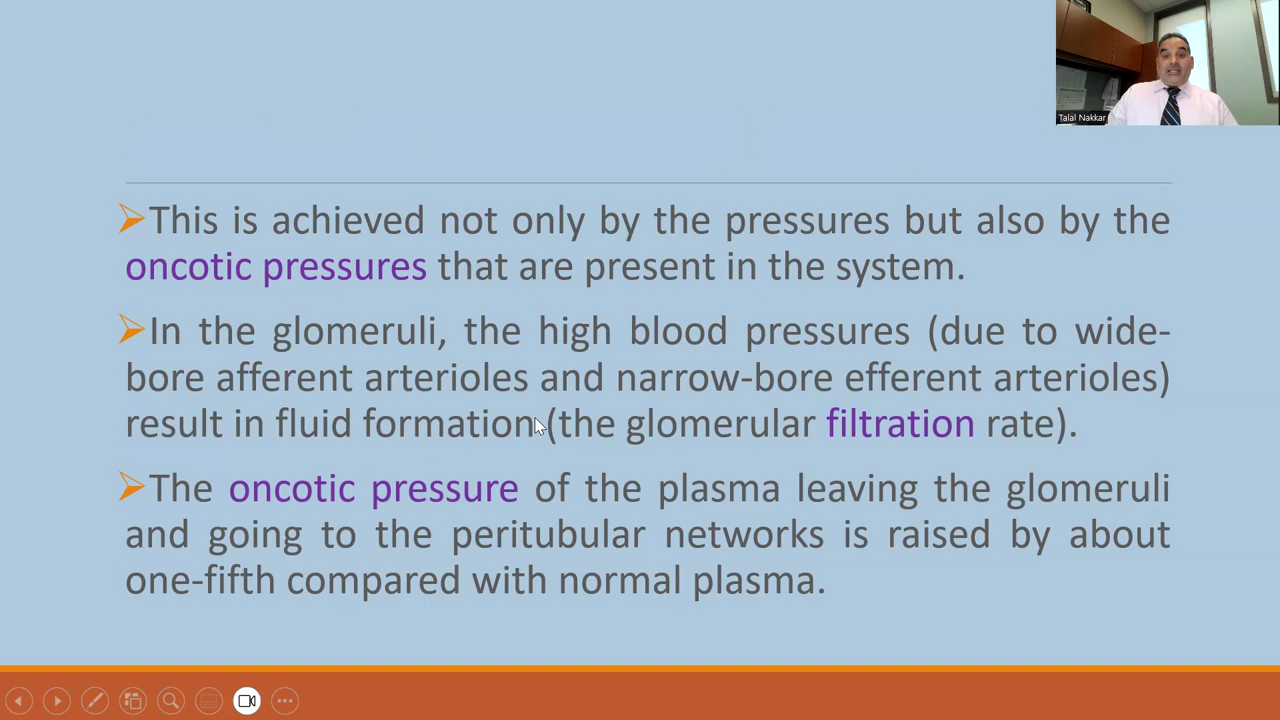 Talal Nakkar
➢This is achieved not only by the pressures but also by the
oncotic pressures that are present in the system.
➢In the glomeruli, the high blood pressures (due to wide-
bore afferent arterioles and narrow-bore efferent arterioles)
result in fluid formation (the glomerular filtration rate).
➢The oncotic pressure of the plasma leaving the glomeruli
and going to the peritubular networks is raised by about
one-fifth compared with normal plasma.